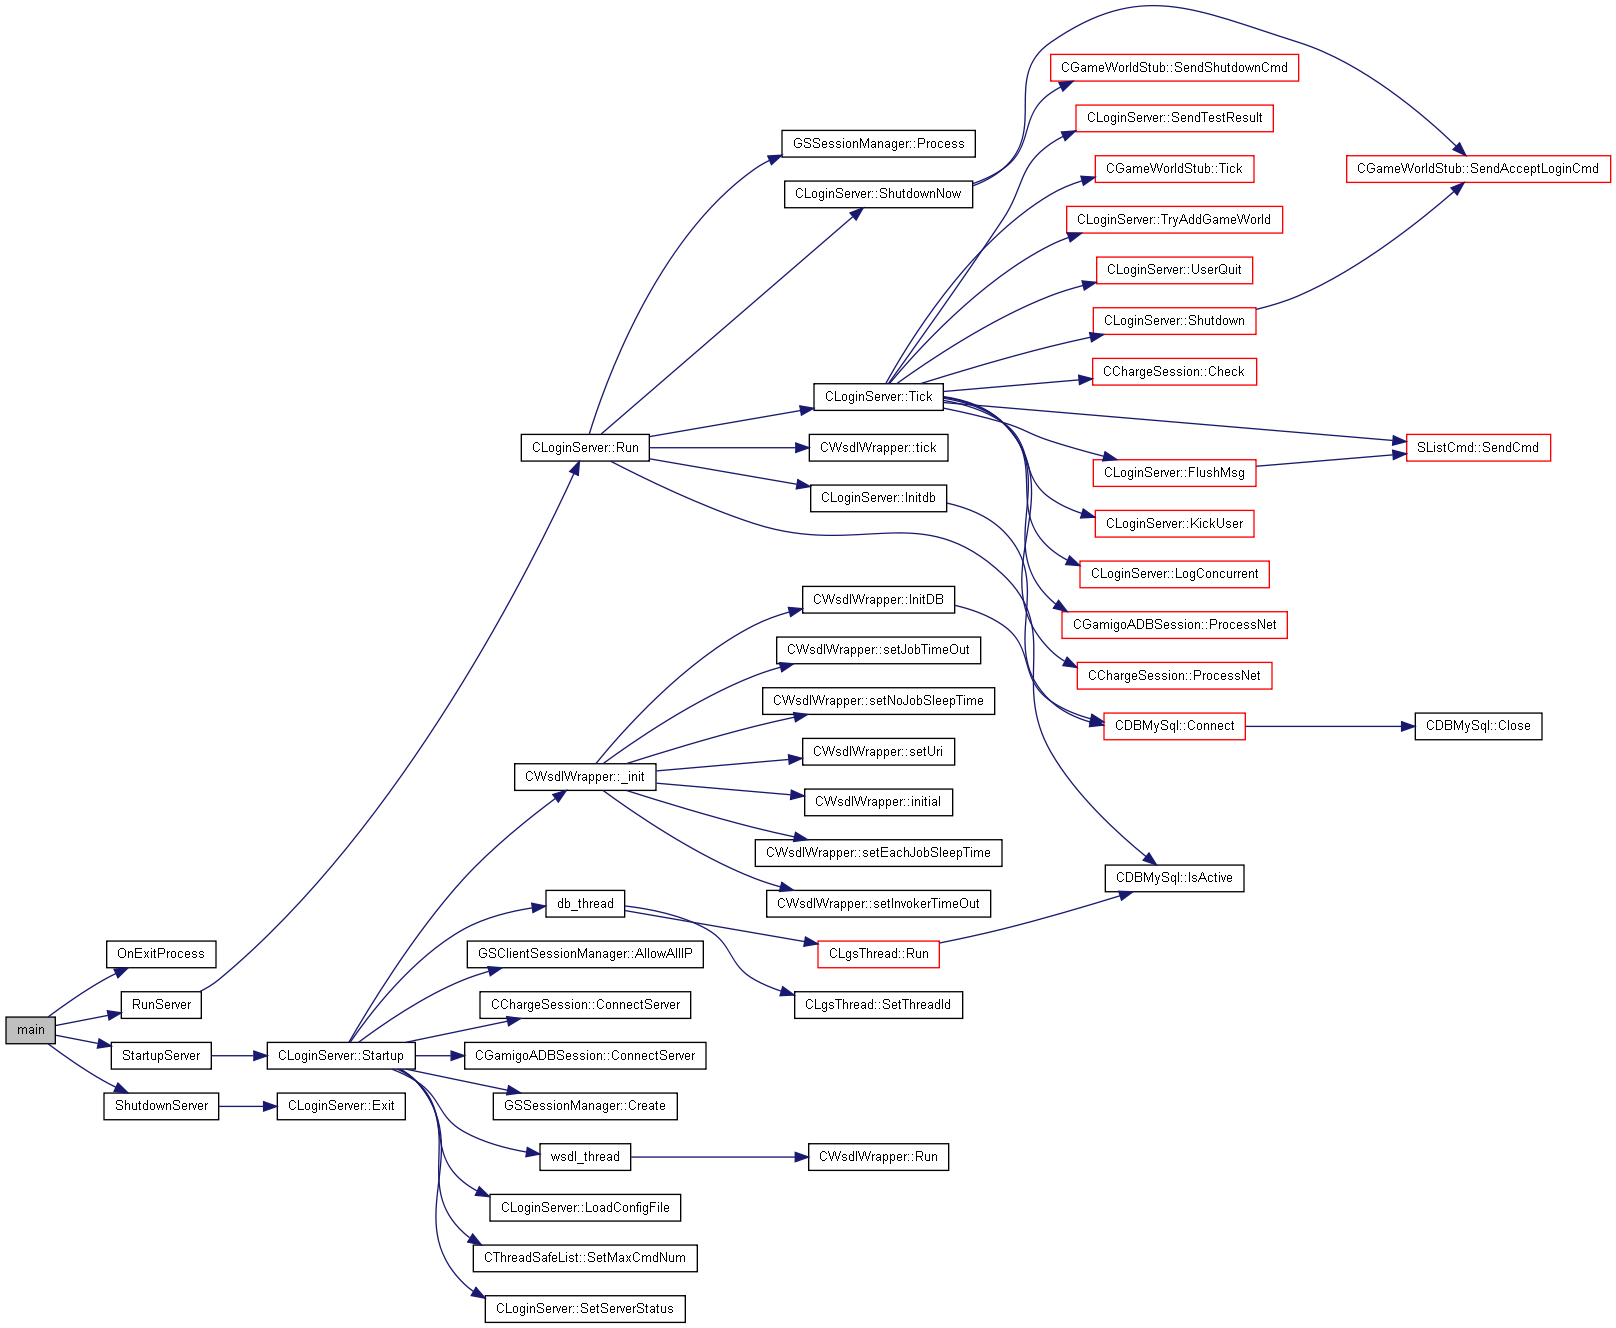 CGameWorldStub::SendShutdownCmd
CLoginServer::SendTestResult
GSSessionManager::Process
CGameWorldStub::Tick
CGameWorldStub::SendAcceptLoginCmd
CLoginServer::ShutdownNow
CLoginServer::TryAddGameWorld
CLoginServer::UserQuit
CLoginServer::Shutdown
CChargeSession::Check
CLoginServer::Tick
CLoginServer::Run
CWsdlWrapper::tick
SListCmd::SendCmd
CLoginServer::FlushMsg
CLoginServer::Initdb
CLoginServer::KickUser
CLoginServer::LogConcurrent
CWsdlWrapper::InitDB
CGamigoADBSession::ProcessNet
CWsdlWrapper::setJobTimeOut
CChargeSession::ProcessNet
CWsdlWrapper::setNoJobSleepTime
CDBMySql::Connect
CDBMySql::Close
CWsdlWrapper::setUri
CWsdlWrapper::_init
CWsdlWrapper::initial
CWsdlWrapper::setEachJobSleepTime
CDBMySql::IsActive
db_thread
CWsdlWrapper::setInvokerTimeOut
OnExitProcess
GSClientSessionManager::AllowAllIP
CLgsThread::Run
RunServer
CChargeSession::ConnectServer
CLgsThread::SetThreadId
main
StartupServer
CLoginServer::Startup
CGamigoADBSession::ConnectServer
ShutdownServer
CLoginServer::Exit
GSSessionManager::Create
wsdl_thread
CWsdlWrapper::Run
CLoginServer::LoadConfigFile
CThreadSafeList::SetMaxCmdNum
CLoginServer::SetServerStatus